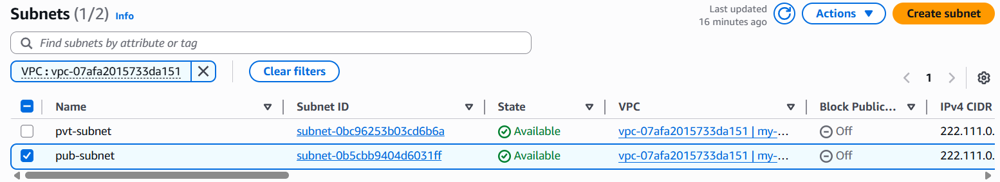 Subnets (1/2) Info
Last updated
16 minutes ago
Actions
Create subnet
Find subnets by attribute or tag
VPC : vpc-07afa2015733da151
Clear filters
1
Name Subnet ID State VPC Block Public... IPv4 CIDR
pvt-subnet subnet-0bc96253b03cd6b6a Available vpc-07afa2015733da151 | my-... Off 222.111.0.
pub-subnet subnet-0b5cbb9404d6031ff Available vpc-07afa2015733da151 | my-... Off 222.111.0.